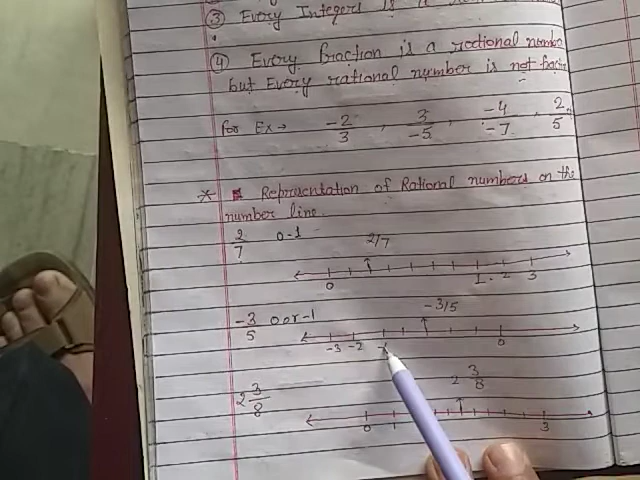 ③ Every Integers is a
④ Every fraction is a rational number
but Every rational number is not
for Ex→ -2/3 , 3/-5 , -4/-7 , 2/5
* Representation of Rational numbers on the
number line.
2/7 0-1 2/7
0 1 2 3
-3/5 0 or -1 -3/5
-3 -2 0
2 3/8 2 3/8
0 1 3